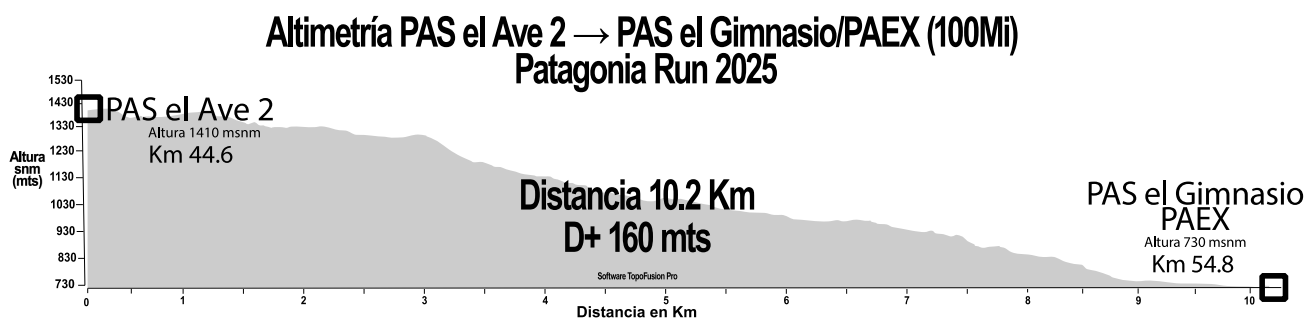 Altimetría PAS el Ave 2 → PAS el Gimnasio/PAEX (100Mi)
Patagonia Run 2025
1530
1430
1330
1230
1130
1030
930
830
730
Altura
snm
(mts)
PAS el Ave 2
Altura 1410 msnm
Km 44.6
Distancia 10.2 Km
D+ 160 mts
Software TopoFusion Pro
PAS el Gimnasio
PAEX
Altura 730 msnm
Km 54.8
0 1 2 3 4 5 6 7 8 9 10
Distancia en Km